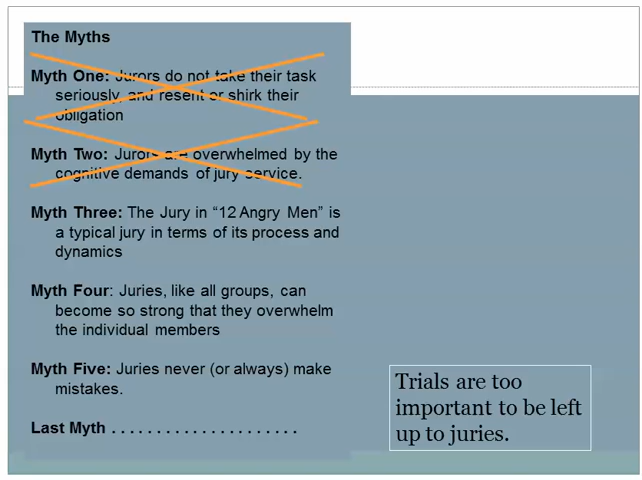 The Myths
Myth One: Jurors do not take their task
seriously, and resent or shirk their
obligation
Myth Two: Jurors are overwhelmed by the
cognitive demands of jury service.
Myth Three: The Jury in “12 Angry Men” is
a typical jury in terms of its process and
dynamics
Myth Four: Juries, like all groups, can
become so strong that they overwhelm
the individual members
Myth Five: Juries never (or always) make
mistakes.
Last Myth . . . . . . . . . . . . . . . . . . . . .
Trials are too
important to be left
up to juries.